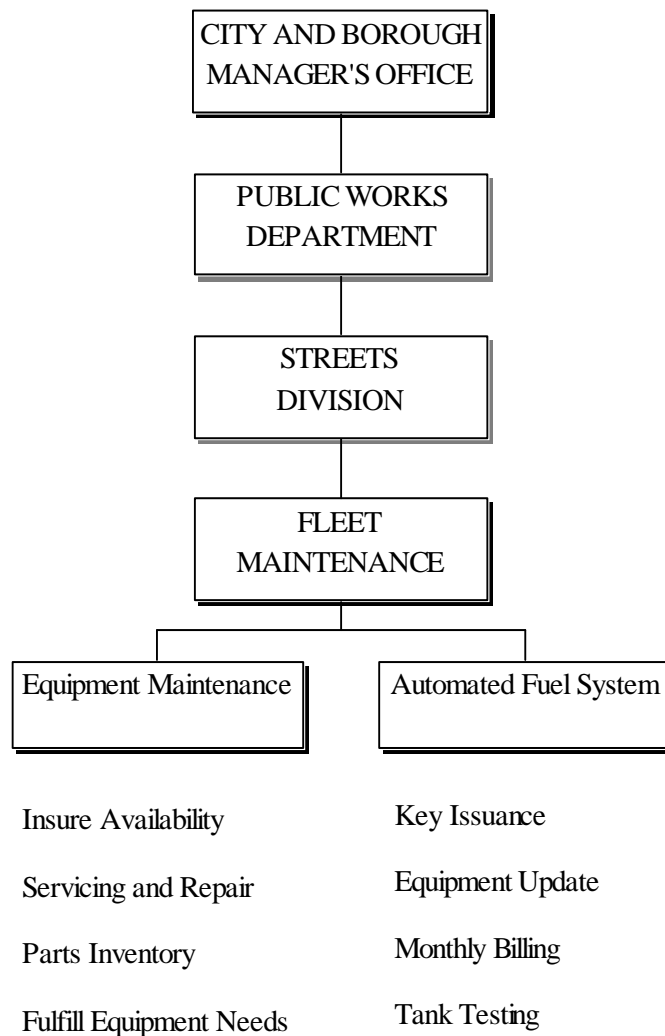 CITY AND BOROUGH
MANAGER'S OFFICE
PUBLIC WORKS
DEPARTMENT
STREETS
DIVISION
FLEET
MAINTENANCE
Equipment Maintenance
Automated Fuel System
Insure Availability
Key Issuance
Servicing and Repair
Equipment Update
Parts Inventory
Monthly Billing
Fulfill Equipment Needs
Tank Testing